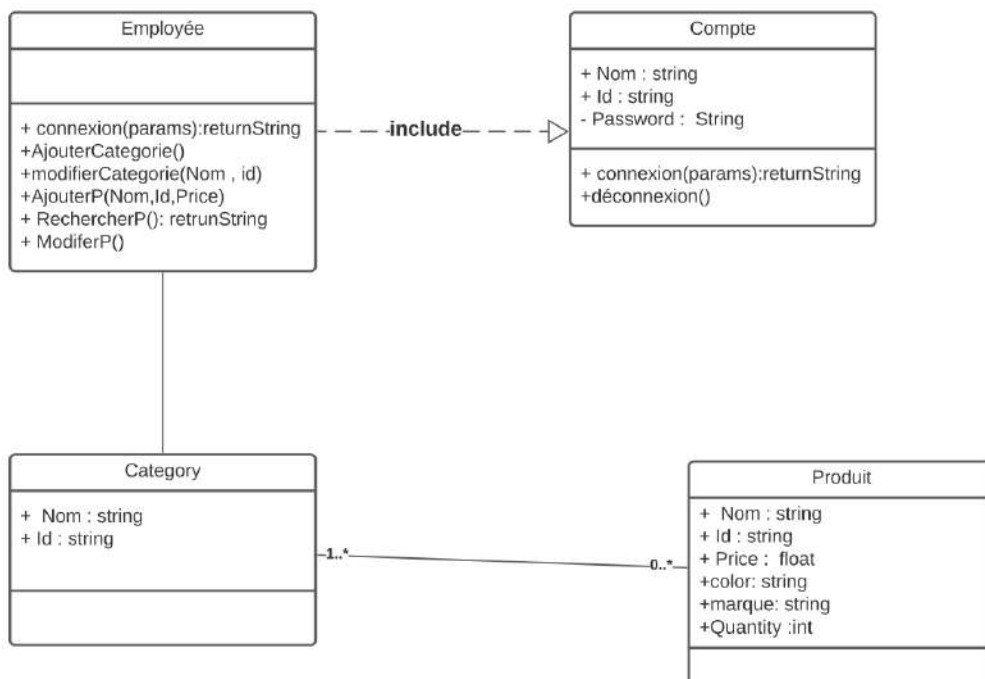 Employée
+ connexion(params):returnString
+AjouterCategorie()
+modifierCategorie(Nom , id)
+AjouterP(Nom,Id,Price)
+ RechercherP(): retrunString
+ ModiferP()
include
Compte
+ Nom : string
+ Id : string
- Password :  String
+ connexion(params):returnString
+déconnexion()
Category
+  Nom : string
+ Id : string
1..*
0..*
Produit
+  Nom : string
+ Id : string
+ Price :  float
+color: string
+marque: string
+Quantity :int